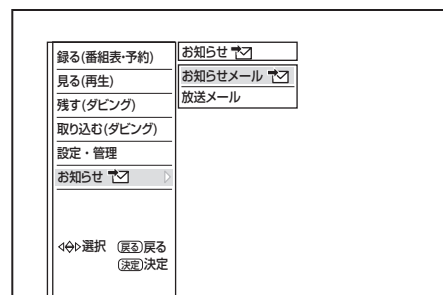 録る(番組表･予約)
見る(再生)
残す(ダビング)
取り込む(ダビング)
設定・管理
お知らせ
選択 戻る戻る
決定決定
お知らせ
お知らせメール
放送メール